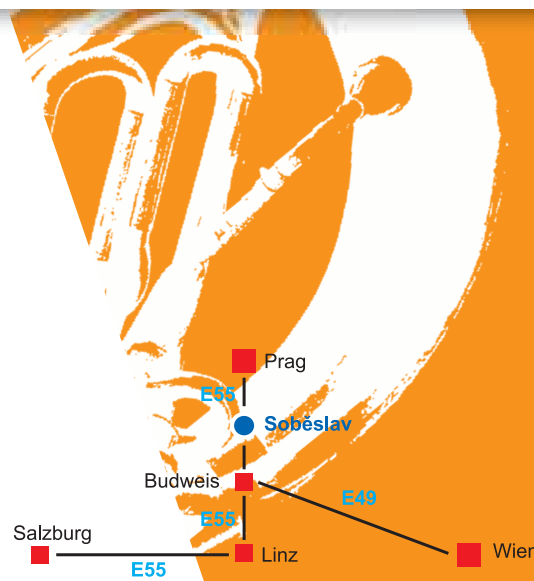 Prag
E55
Soběslav
Budweis
E49
E55
Salzburg
Linz
Wien
E55